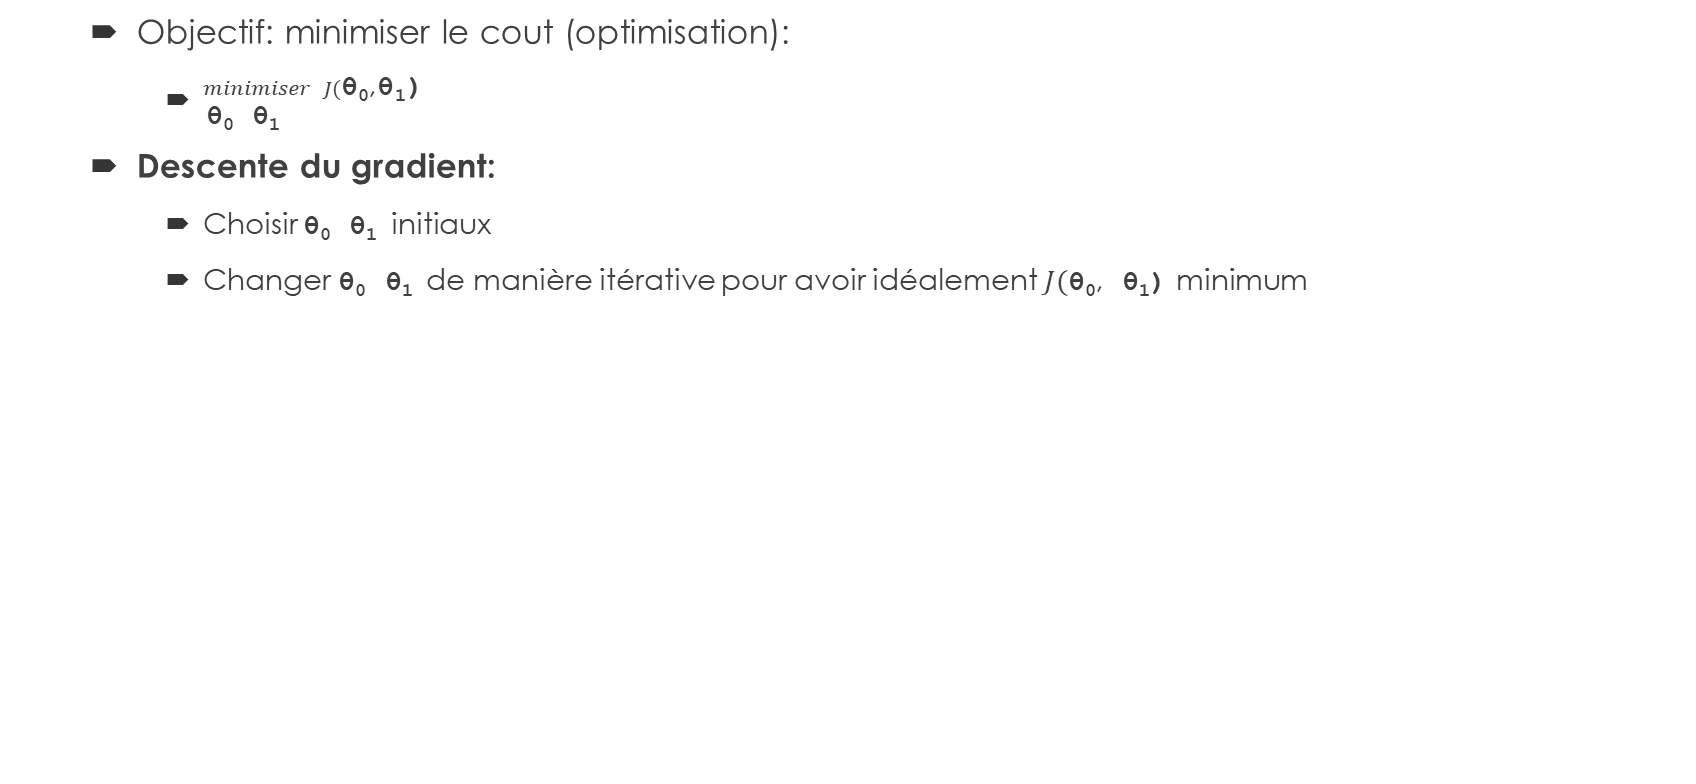 Objectif: minimiser le cout (optimisation):
minimiser J(θ₀,θ₁)
θ₀ θ₁
Descente du gradient:
Choisir θ₀ θ₁ initiaux
Changer θ₀ θ₁ de manière itérative pour avoir idéalement J(θ₀, θ₁) minimum